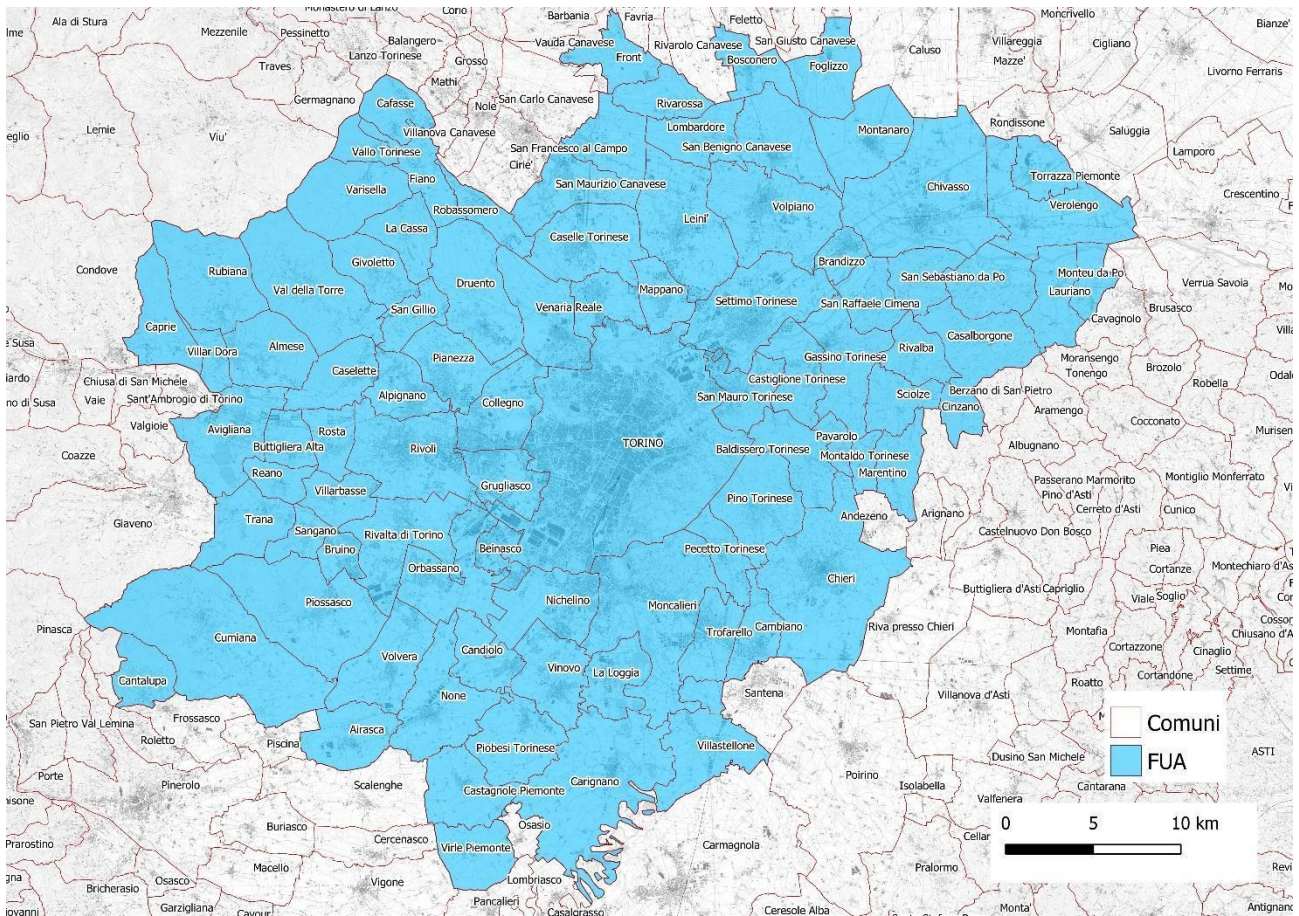 Monastero di Lanzo
Corio
Barbania
Favria
Feletto
Moncrivello
Ala di Stura
Mezzenile
Pessinetto
Balangero
Vauda Canavese
Front
Rivarolo Canavese
San Giusto Canavese
Bianze'
Lanzo Torinese
Grosso
Bosconero
Foglizzo
Caluso
Villareggia
Cigliano
Traves
Mathi
Mazze'
Livorno Ferraris
Germagnano
Cafasse
Nole
San Carlo Canavese
Rivarossa
Lemie
Viu'
Villanova Canavese
Lombardore
Montanaro
Rondissone
Saluggia
Vallo Torinese
San Francesco al Campo
San Benigno Canavese
Lamporo
Cirie'
Fiano
Varisella
San Maurizio Canavese
Chivasso
Torrazza Piemonte
Crescentino
Robassomero
Leini'
Volpiano
Verolengo
La Cassa
Caselle Torinese
Condove
Rubiana
Givoletto
Brandizzo
Val della Torre
Druento
Mappano
San Sebastiano da Po
Monteu da Po
Verrua Savoia
San Gillio
Venaria Reale
Settimo Torinese
San Raffaele Cimena
Lauriano
Brusasco
Caprie
Cavagnolo
Villar Dora
Almese
Pianezza
Gassino Torinese
Rivalba
Casalborgone
Moransengo
Tonengo
Brozolo
Caselette
Chiusa di San Michele
Castiglione Torinese
Robella
Vaie
Sant'Ambrogio di Torino
Alpignano
Collegno
San Mauro Torinese
Sciolze
Berzano di San Pietro
Cinzano
Aramengo
Cocconato
Valgioie
Avigliana
Rosta
Pavarolo
Coazze
Buttigliera Alta
Rivoli
TORINO
Baldissero Torinese
Montaldo Torinese
Albugnano
Reano
Marentino
Passerano Marmorito
Montiglio Monferrato
Villarbasse
Grugliasco
Pino Torinese
Pino d'Asti
Cerreto d'Asti
Cunico
Giaveno
Trana
Andezeno
Arignano
Sangano
Rivalta di Torino
Castelnuovo Don Bosco
Bruino
Beinasco
Pecetto Torinese
Piea
Orbassano
Chieri
Cortanze
Buttigliera d'Asti
Capriglio
Viale
Soglio
Piossasco
Nichelino
Moncalieri
Pinasca
Cumiana
Trofarello
Cambiano
Riva presso Chieri
Montafia
Cortazzone
Cinaglio
Volvera
Candiolo
Vinovo
La Loggia
Settime
Cantalupa
Santena
Roatto
Cortandone
None
Villanova d'Asti
San Pietro Val Lemina
Frossasco
Roletto
Piscina
Airasca
Piobesi Torinese
Villastellone
Dusino San Michele
ASTI
Porte
Pinerolo
Scalenghe
Castagnole Piemonte
Carignano
Poirino
Isolabella
Cantarana
Valfenera
Buriasco
Osasio
Prarostino
Cercenasco
Virle Piemonte
Carmagnola
Macello
Pralormo
Bricherasio
Osasco
Vigone
Lombriasco
Garzigliana
Cavour
Pancalieri
Casalgrasso
Ceresole Alba
Monta'
Antignano
Comuni
FUA
0 5 10 km